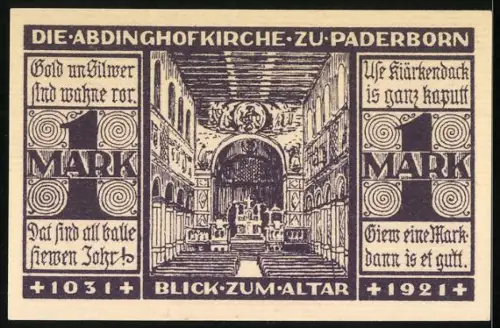 DIE·ABDINGHOFKIRCHE·ZU·PADERBORN
Gold un Silwer
sind wahne ror.
1
MARK
Dat sind all balle
siewen Johr!
+1031+
BLICK·ZUM·ALTAR
Use Kiärkendack
is ganz kaputt
1
MARK
Giew eine Mark-
dann is et gutt.
+1921+